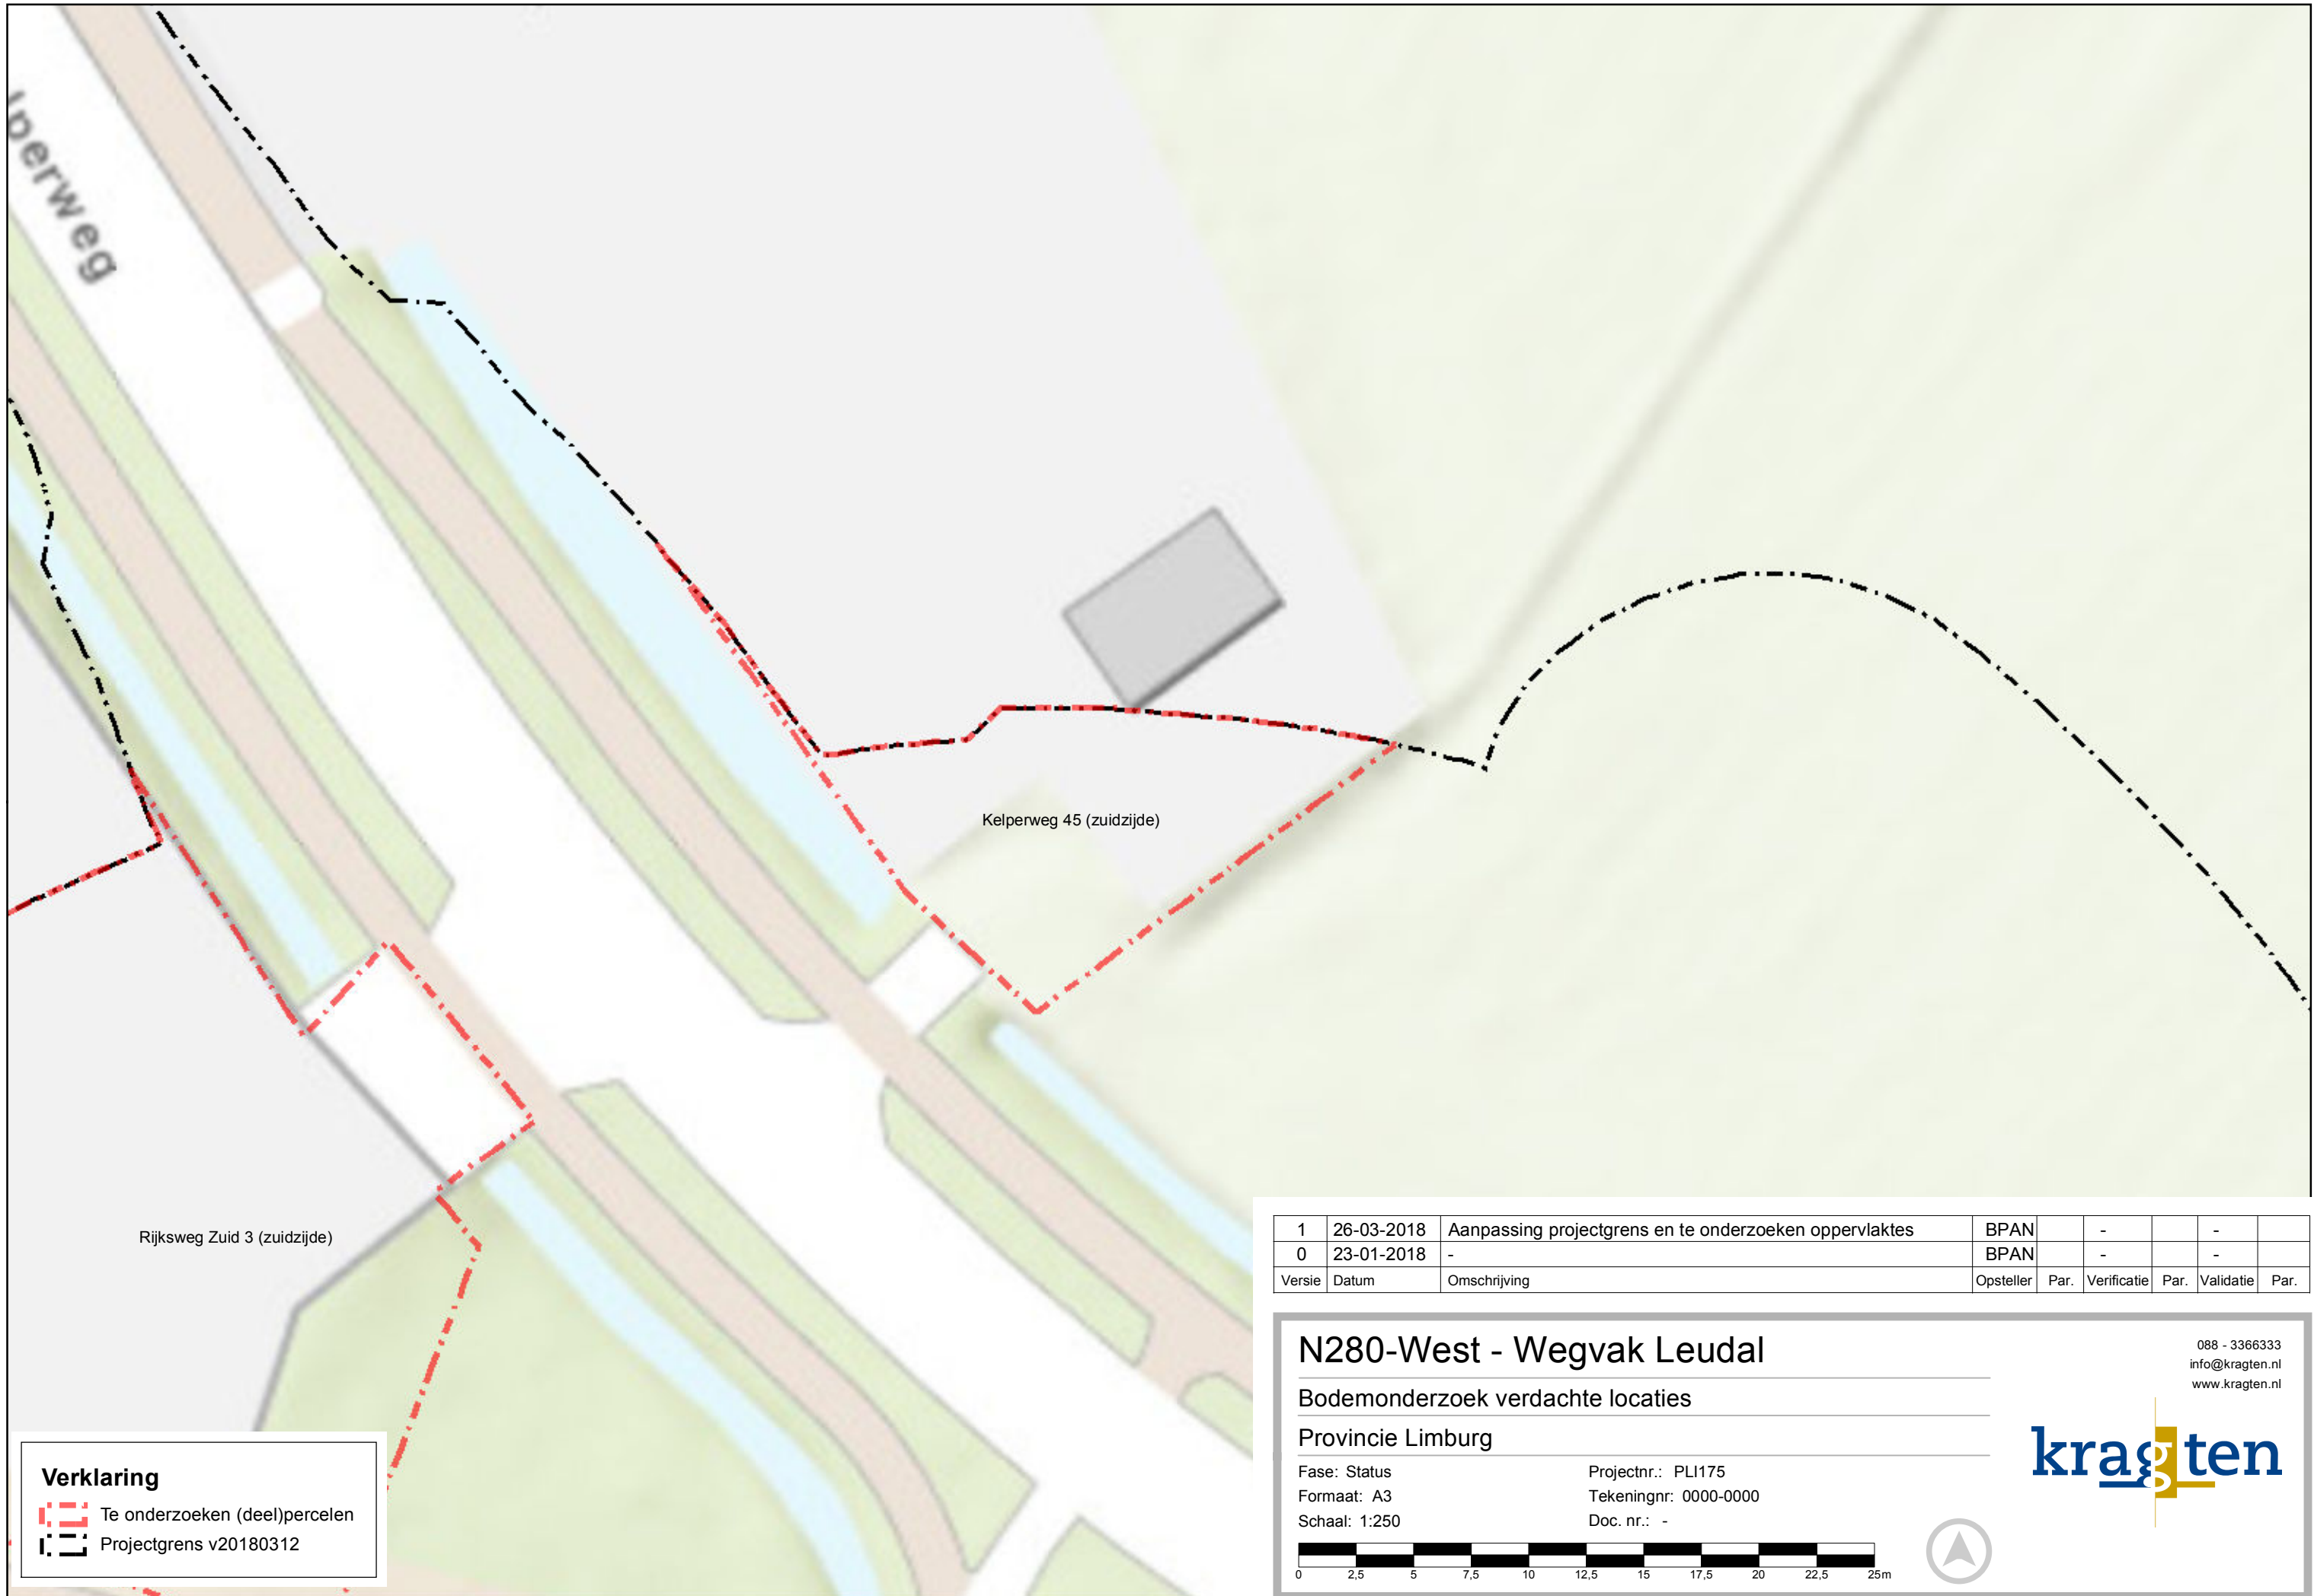 lperweg
Kelperweg 45 (zuidzijde)
Rijksweg Zuid 3 (zuidzijde)
Verklaring
Te onderzoeken (deel)percelen
Projectgrens v20180312
1 26-03-2018 Aanpassing projectgrens en te onderzoeken oppervlaktes BPAN - -
0 23-01-2018 - BPAN - -
Versie Datum Omschrijving Opsteller Par. Verificatie Par. Validatie Par.
N280-West - Wegvak Leudal
Bodemonderzoek verdachte locaties
Provincie Limburg
Fase: Status Projectnr.: PLI175
Formaat: A3 Tekeningnr: 0000-0000
Schaal: 1:250 Doc. nr.: -
0 2,5 5 7,5 10 12,5 15 17,5 20 22,5 25m
088 - 3366333
info@kragten.nl
www.kragten.nl
kragten